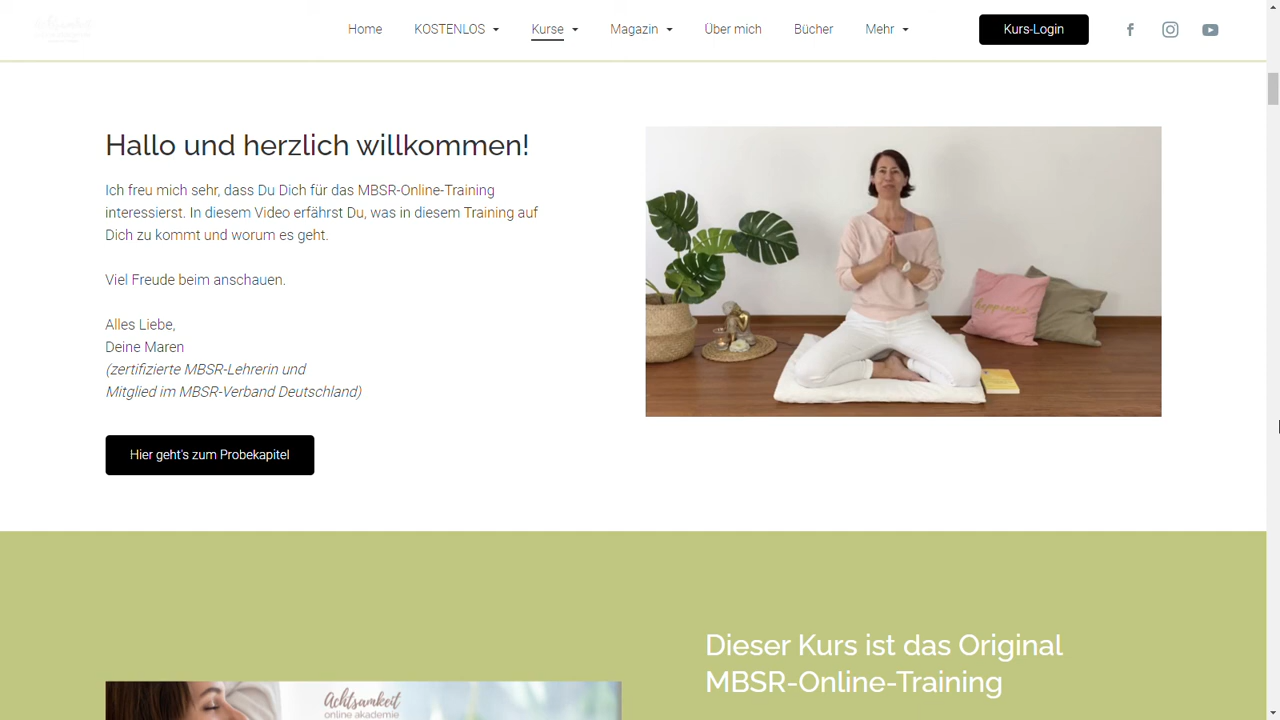 Home KOSTENLOS Kurse Magazin Über mich Bücher Mehr Kurs-Login
Hallo und herzlich willkommen!
Ich freu mich sehr, dass Du Dich für das MBSR-Online-Training
interessierst. In diesem Video erfährst Du, was in diesem Training auf
Dich zu kommt und worum es geht.
Viel Freude beim anschauen.
Alles Liebe,
Deine Maren
(zertifizierte MBSR-Lehrerin und
Mitglied im MBSR-Verband Deutschland)
Hier geht's zum Probekapitel
happiness
Dieser Kurs ist das Original
MBSR-Online-Training
Achtsamkeit
online akademie